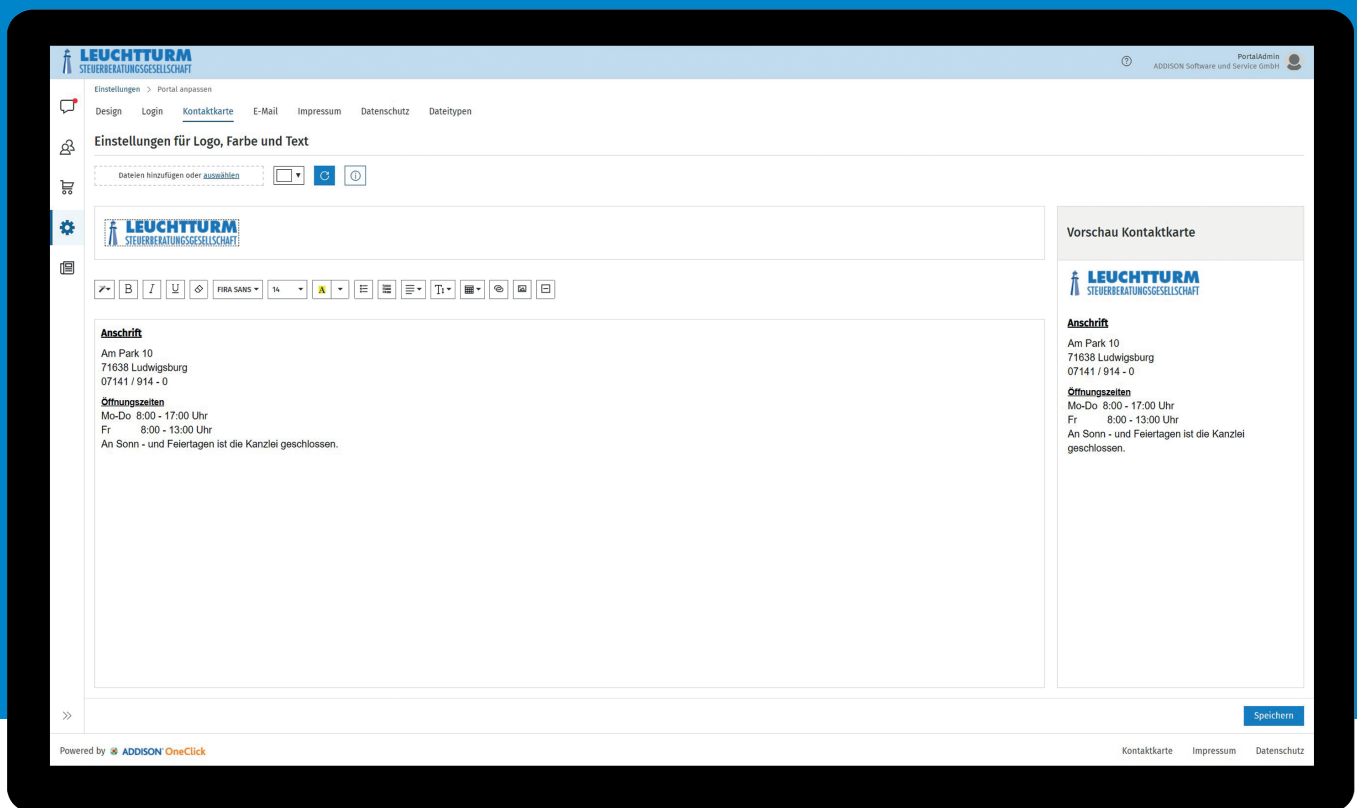 LEUCHTTURM
STEUERBERATUNGSGESELLSCHAFT
PortalAdmin
ADDISON Software und Service GmbH
Einstellungen > Portal anpassen
Design Login Kontaktkarte E-Mail Impressum Datenschutz Dateitypen
Einstellungen für Logo, Farbe und Text
Dateien hinzufügen oder auswählen
LEUCHTTURM
STEUERBERATUNGSGESELLSCHAFT
B I U FIRA SANS 14 A
Anschrift
Am Park 10
71638 Ludwigsburg
07141 / 914 - 0
Öffnungszeiten
Mo-Do 8:00 - 17:00 Uhr
Fr 8:00 - 13:00 Uhr
An Sonn - und Feiertagen ist die Kanzlei geschlossen.
Vorschau Kontaktkarte
LEUCHTTURM
STEUERBERATUNGSGESELLSCHAFT
Anschrift
Am Park 10
71638 Ludwigsburg
07141 / 914 - 0
Öffnungszeiten
Mo-Do 8:00 - 17:00 Uhr
Fr 8:00 - 13:00 Uhr
An Sonn - und Feiertagen ist die Kanzlei
geschlossen.
Speichern
Powered by ADDISON OneClick
Kontaktkarte Impressum Datenschutz